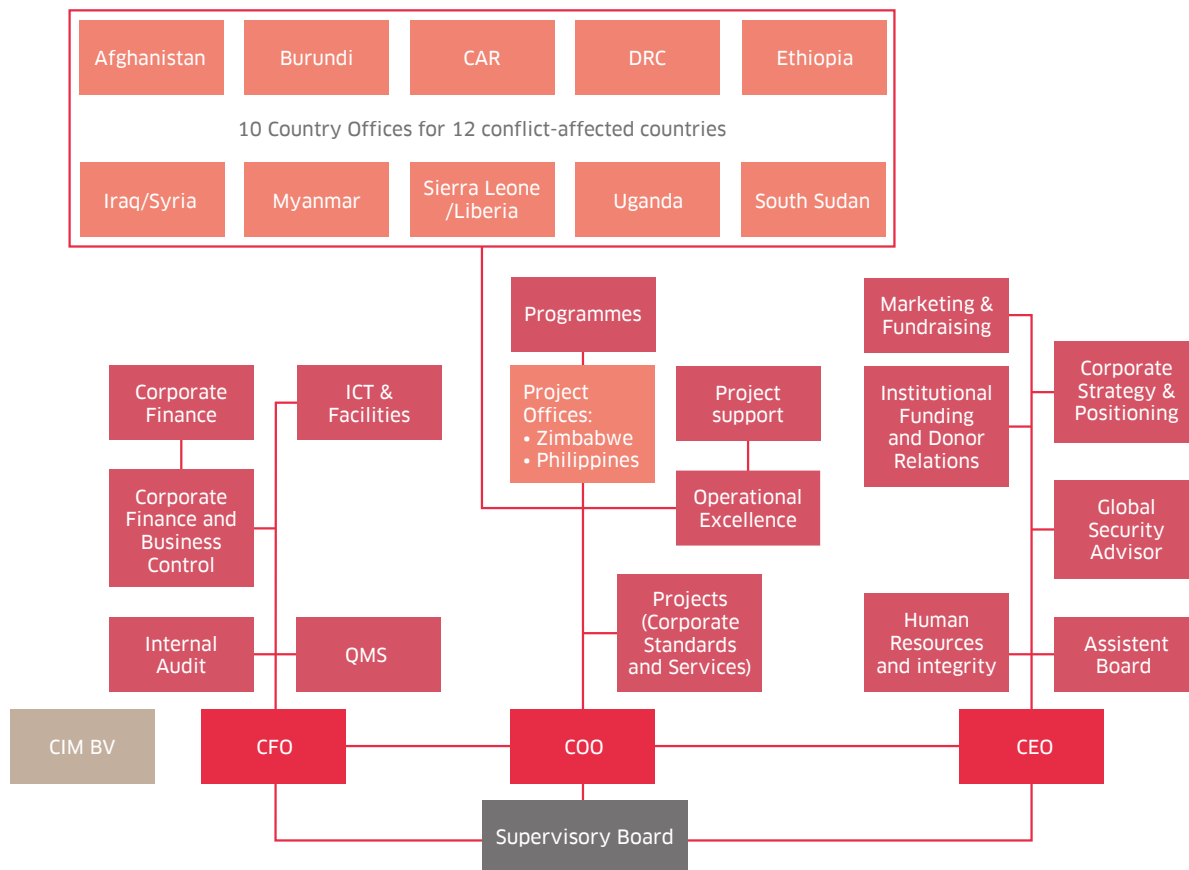 Afghanistan
Burundi
CAR
DRC
Ethiopia
10 Country Offices for 12 conflict-affected countries
Iraq/Syria
Myanmar
Sierra Leone
/Liberia
Uganda
South Sudan
Programmes
Marketing &
Fundraising
Corporate
Finance
ICT &
Facilities
Project
Offices:
• Zimbabwe
• Philippines
Project
support
Institutional
Funding
and Donor
Relations
Corporate
Strategy &
Positioning
Corporate
Finance and
Business
Control
Operational
Excellence
Global
Security
Advisor
Internal
Audit
QMS
Projects
(Corporate
Standards
and Services)
Human
Resources
and integrity
Assistent
Board
CIM BV
CFO
COO
CEO
Supervisory Board